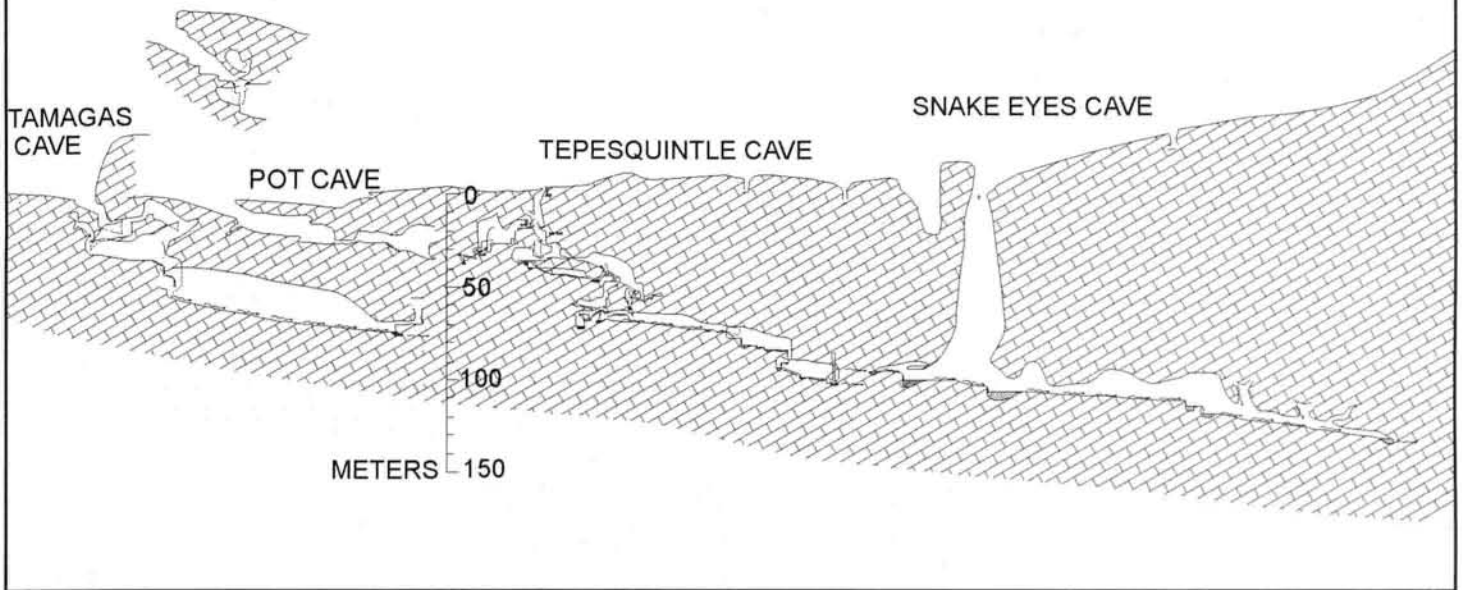 TAMAGAS
CAVE
POT CAVE
TEPESQUINTLE CAVE
SNAKE EYES CAVE
0
50
100
METERS 150